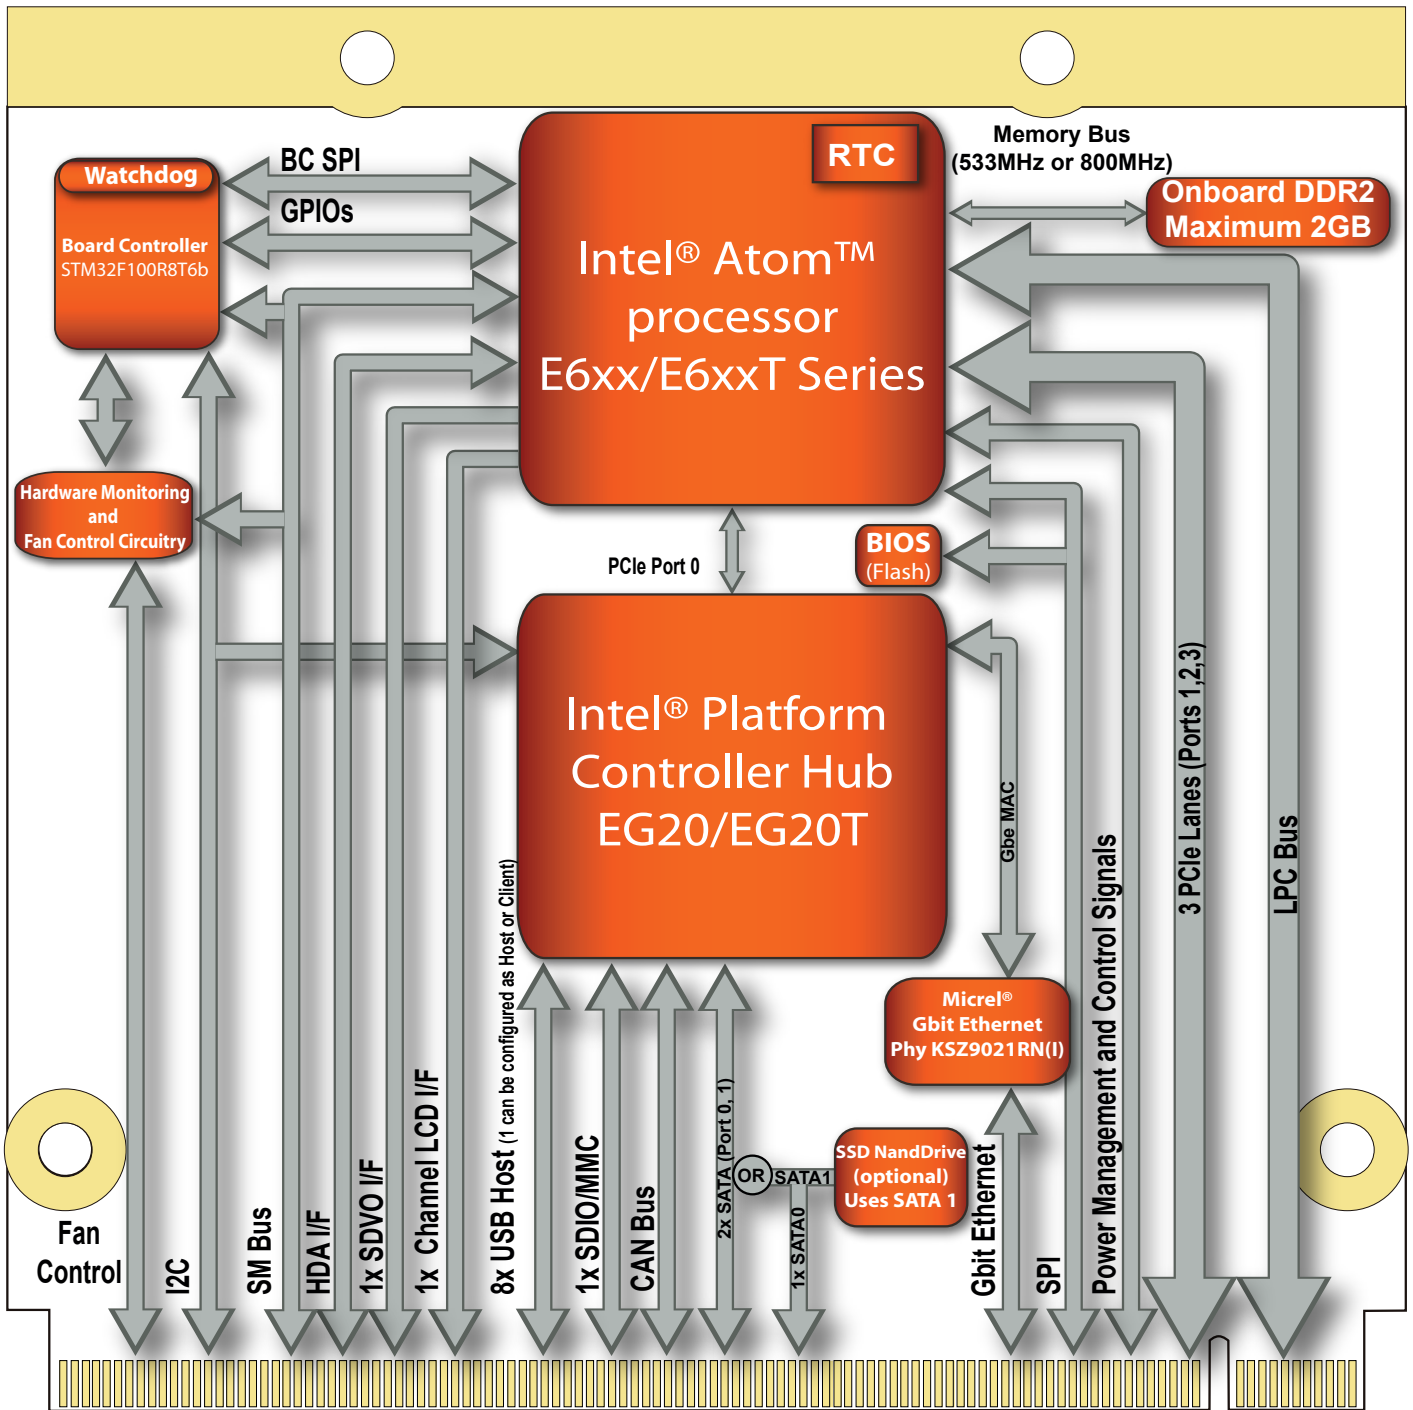 Memory Bus
(533MHz or 800MHz)
RTC
BC SPI
Watchdog
Onboard DDR2
Maximum 2GB
GPIOs
Board Controller
STM32F100R8T6b
Intel® Atom™
processor
E6xx/E6xxT Series
Hardware Monitoring
and
Fan Control Circuitry
BIOS
(Flash)
PCIe Port 0
Intel® Platform
Controller Hub
EG20/EG20T
Gbe MAC
3 PCIe Lanes (Ports 1,2,3)
LPC Bus
Micrel®
Gbit Ethernet
Phy KSZ9021RN(I)
SSD NandDrive
(optional)
Uses SATA 1
OR
SATA1
Fan
Control
I2C
SM Bus
HDA I/F
1x SDVO I/F
1x Channel LCD I/F
8x USB Host (1 can be configured as Host or Client)
1x SDIO/MMC
CAN Bus
2x SATA (Port 0, 1)
1x SATA0
Gbit Ethernet
SPI
Power Management and Control Signals